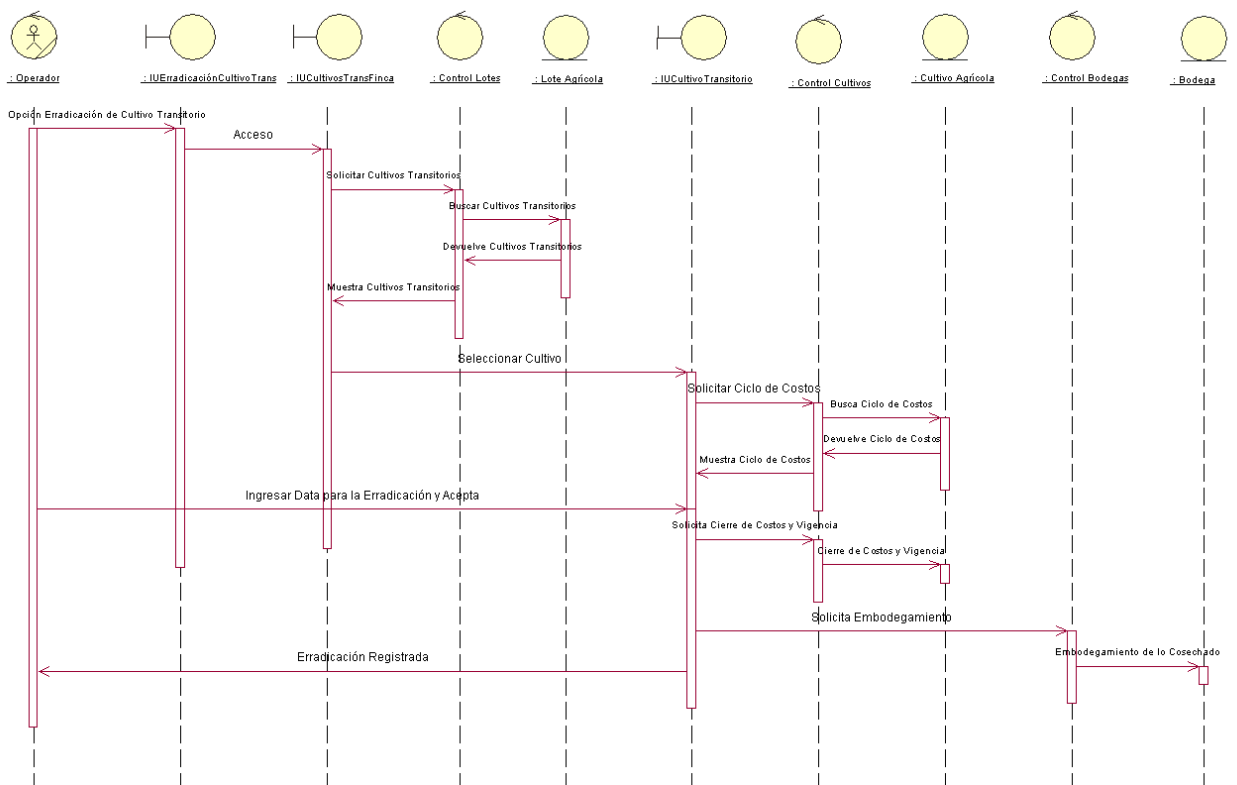 : Operador
: IUErradicaciónCultivoTrans
: IUCultivosTransFinca
: Control Lotes
: Lote Agrícola
: IUCultivoTransitorio
: Control Cultivos
: Cultivo Agrícola
: Control Bodegas
: Bodega
Opción Erradicación de Cultivo Transitorio
Acceso
Solicitar Cultivos Transitorios
Buscar Cultivos Transitorios
Devuelve Cultivos Transitorios
Muestra Cultivos Transitorios
Seleccionar Cultivo
Solicitar Ciclo de Costos
Busca Ciclo de Costos
Devuelve Ciclo de Costos
Muestra Ciclo de Costos
Ingresar Data para la Erradicación y Acepta
Solicita Cierre de Costos y Vigencia
Cierre de Costos y Vigencia
Solicita Embodegamiento
Embodegamiento de lo Cosechado
Erradicación Registrada